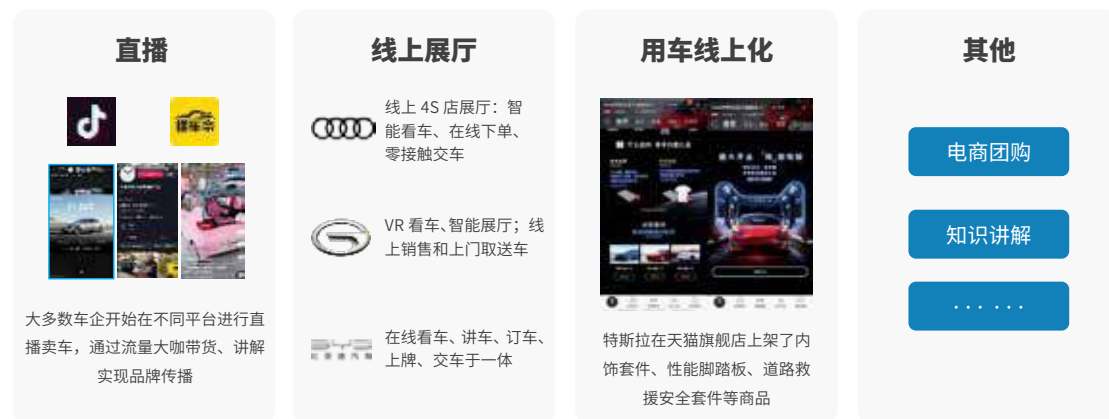 直播
大多数车企开始在不同平台进行直
播卖车，通过流量大咖带货、讲解
实现品牌传播
线上展厅
线上 4S 店展厅：智
能看车、在线下单、
零接触交车
VR 看车、智能展厅；线
上销售和上门取送车
在线看车、讲车、订车、
上牌、交车于一体
用车线上化
特斯拉在天猫旗舰店上架了内
饰套件、性能脚踏板、道路救
援安全套件等商品
其他
电商团购
知识讲解
……